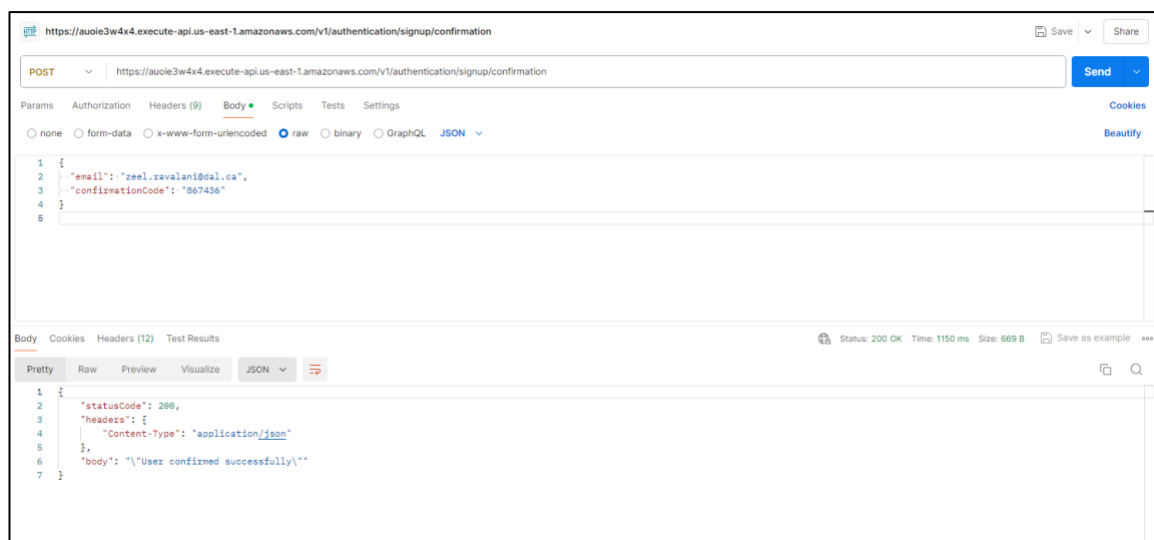 HTTP https://auoie3w4x4.execute-api.us-east-1.amazonaws.com/v1/authentication/signup/confirmation Save Share
POST https://auoie3w4x4.execute-api.us-east-1.amazonaws.com/v1/authentication/signup/confirmation Send
Params Authorization Headers (9) Body Scripts Tests Settings Cookies
none form-data x-www-form-urlencoded raw binary GraphQL JSON Beautify
1 {
2 "email": "zeel.ravalani@dal.ca",
3 "confirmationCode": "867436"
4 }
5
Body Cookies Headers (12) Test Results Status: 200 OK Time: 1150 ms Size: 669 B Save as example
Pretty Raw Preview Visualize JSON
1 {
2 "statusCode": 200,
3 "headers": {
4 "Content-Type": "application/json"
5 },
6 "body": "\"User confirmed successfully\""
7 }